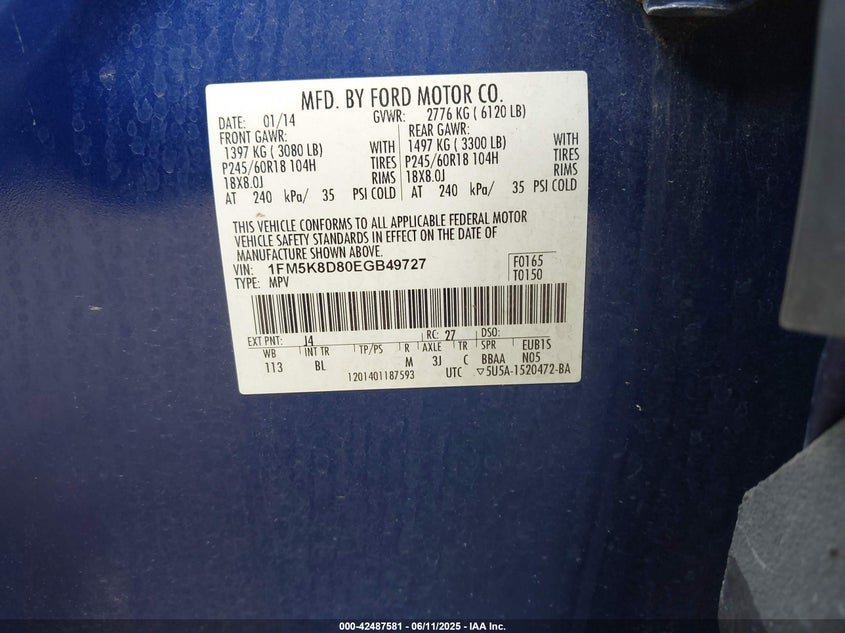 MFD. BY FORD MOTOR CO.
DATE: 01/14 GVWR: 2776 KG ( 6120 LB)
FRONT GAWR: REAR GAWR:
1397 KG ( 3080 LB) WITH 1497 KG ( 3300 LB) WITH
P245/60R18 104H TIRES P245/60R18 104H TIRES
18X8.0J RIMS 18X8.0J RIMS
AT 240 kPa/ 35 PSI COLD AT 240 kPa/ 35 PSI COLD
THIS VEHICLE CONFORMS TO ALL APPLICABLE FEDERAL MOTOR
VEHICLE SAFETY STANDARDS IN EFFECT ON THE DATE OF
MANUFACTURE SHOWN ABOVE.
VIN: 1FM5K8D80EGB49727 F0165
TYPE: MPV T0150
EXT PNT: J4 RC: 27 DSO:
WB INT TR TP/PS R AXLE TR SPR EUB1S
113 BL M 3J C BBAA N05
1201401187593 UTC ▽5U5A-1520472-BA
000-42487581 - 06/11/2025 - IAA Inc.